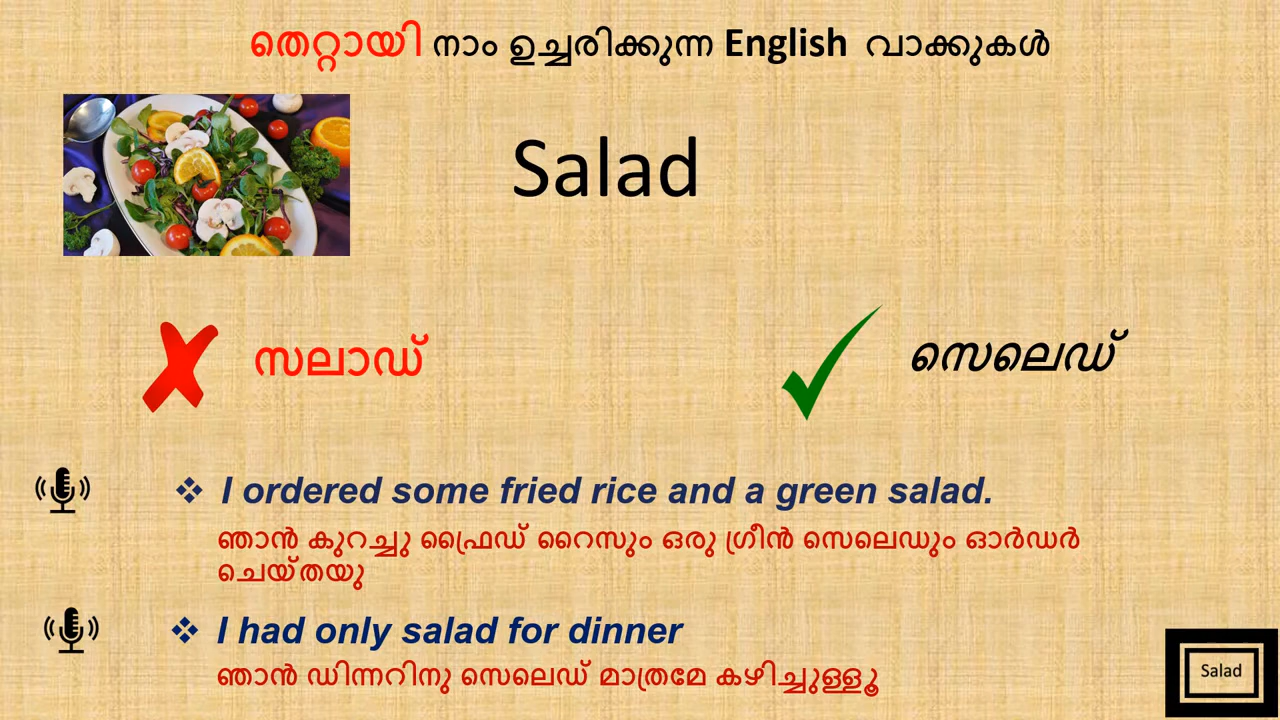 തെറ്റായി നാം ഉച്ചരിക്കുന്ന English വാക്കുകൾ
Salad
സലാഡ്
സെലെഡ്
I ordered some fried rice and a green salad.
ഞാൻ കുറച്ചു ഫ്രൈഡ് റൈസും ഒരു ഗ്രീൻ സെലെഡും ഓർഡർ
ചെയ്തയു
I had only salad for dinner
ഞാൻ ഡിന്നറിനു സെലെഡ് മാത്രമേ കഴിച്ചുള്ളൂ
Salad